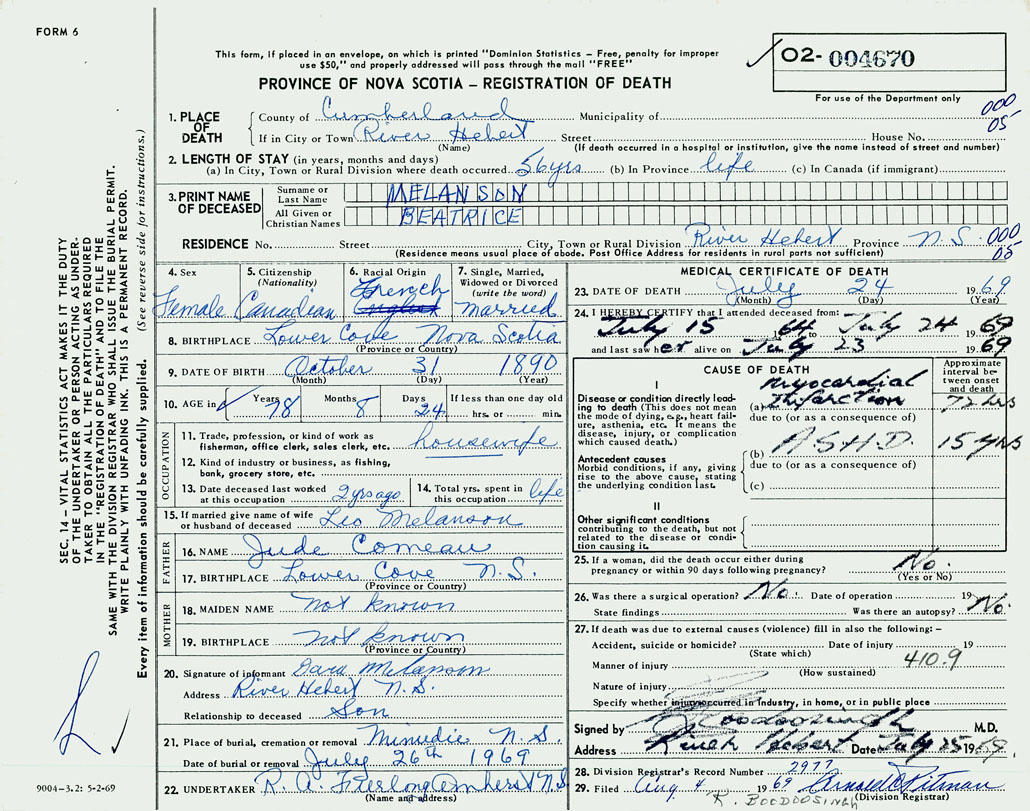 FORM 6
This form, if placed in an envelope, on which is printed "Dominion Statistics – Free, penalty for improper
use $50," and properly addressed will pass through the mail "FREE"
02- 004670
For use of the Department only
PROVINCE OF NOVA SCOTIA – REGISTRATION OF DEATH
000
05
1. PLACE OF DEATH
County of Cumberland Municipality of
If in City or Town River Hebert Street House No.
(Name) (If death occurred in a hospital or institution, give the name instead of street and number)
2. LENGTH OF STAY (in years, months and days)
(a) In City, Town or Rural Division where death occurred 56 yrs (b) In Province life (c) In Canada (if immigrant)
3. PRINT NAME OF DECEASED
Surname or Last Name MELANSON
All Given or Christian Names BEATRICE
RESIDENCE No. Street City, Town or Rural Division River Hebert Province N.S. 000
05
(Residence means usual place of abode. Post Office Address for residents in rural parts not sufficient)
4. Sex Female
5. Citizenship (Nationality) Canadian
6. Racial Origin French English
7. Single, Married, Widowed or Divorced (write the word) married
8. BIRTHPLACE Lower Cove Nova Scotia
(Province or Country)
9. DATE OF BIRTH October 31 1890
(Month) (Day) (Year)
10. AGE in Years 78 Months 8 Days 24 If less than one day old hrs. or min.
OCCUPATION
11. Trade, profession, or kind of work as
fishermen, office clerk, sales clerk, etc. housewife
12. Kind of industry or business, as fishing,
bank, grocery store, etc.
13. Date deceased last worked at this occupation 2 yrs ago
14. Total yrs. spent in this occupation life
15. If married give name of wife or husband of deceased Leo Melanson
FATHER
16. NAME Jude Comeau
17. BIRTHPLACE Lower Cove N.S.
(Province or Country)
MOTHER
18. MAIDEN NAME not known
19. BIRTHPLACE not known
(Province or Country)
20. Signature of informant Melanson
Address River Hebert N.S.
Relationship to deceased Son
21. Place of burial, cremation or removal Minudie N.S.
Date of burial or removal July 26th 1969
22. UNDERTAKER R. A. Amherst N.S.
(Name and address)
MEDICAL CERTIFICATE OF DEATH
23. DATE OF DEATH July 24 1969
(Month) (Day) (Year)
24. I HEREBY CERTIFY that I attended deceased from:
July 15 1964 to July 24 1969
and last saw her alive on July 23 1969
CAUSE OF DEATH
Approximate interval between onset and death
I
Disease or condition directly leading to death (This does not mean the mode of dying, e.g., heart failure, asthenia, etc. It means the disease, injury, or complication which caused death.)
(a) myocardial infarction 72 hrs
due to (or as a consequence of)
Antecedent causes
Morbid conditions, if any, giving rise to the above cause, stating the underlying condition last.
(b) A.S.H.D. 15 yrs
due to (or as a consequence of)
(c)
II
Other significant conditions
contributing to the death, but not related to the disease or condition causing it.
25. If a woman, did the death occur either during
pregnancy or within 90 days following pregnancy? No.
(Yes or No)
26. Was there a surgical operation? No. Date of operation 19
State findings Was there an autopsy? No.
27. If death was due to external causes (violence) fill in also the following: –
Accident, suicide or homicide? Date of injury 19
(State which)
Manner of injury 410.9
(How sustained)
Nature of injury
Specify whether injury occurred in Industry, in home, or in public place
Signed by M.D.
Address River Hebert Date July 25 1969
28. Division Registrar's Record Number 2977
29. Filed Aug 4 1969 Arnold C Pitman
(Division Registrar)
R. BOODOOSINGH
SEC. 14 – VITAL STATISTICS ACT MAKES IT THE DUTY
OF THE UNDERTAKER OR PERSON ACTING AS UNDERTAKER TO OBTAIN ALL THE PARTICULARS REQUIRED
IN THE "REGISTRATION OF DEATH" AND TO FILE THE
SAME WITH THE DIVISION REGISTRAR WHO SHALL ISSUE THE BURIAL PERMIT.
WRITE PLAINLY WITH UNFADING INK. THIS IS A PERMANENT RECORD.
Every item of information should be carefully supplied. (See reverse side for instructions.)
9004-3.2: 5-2-69